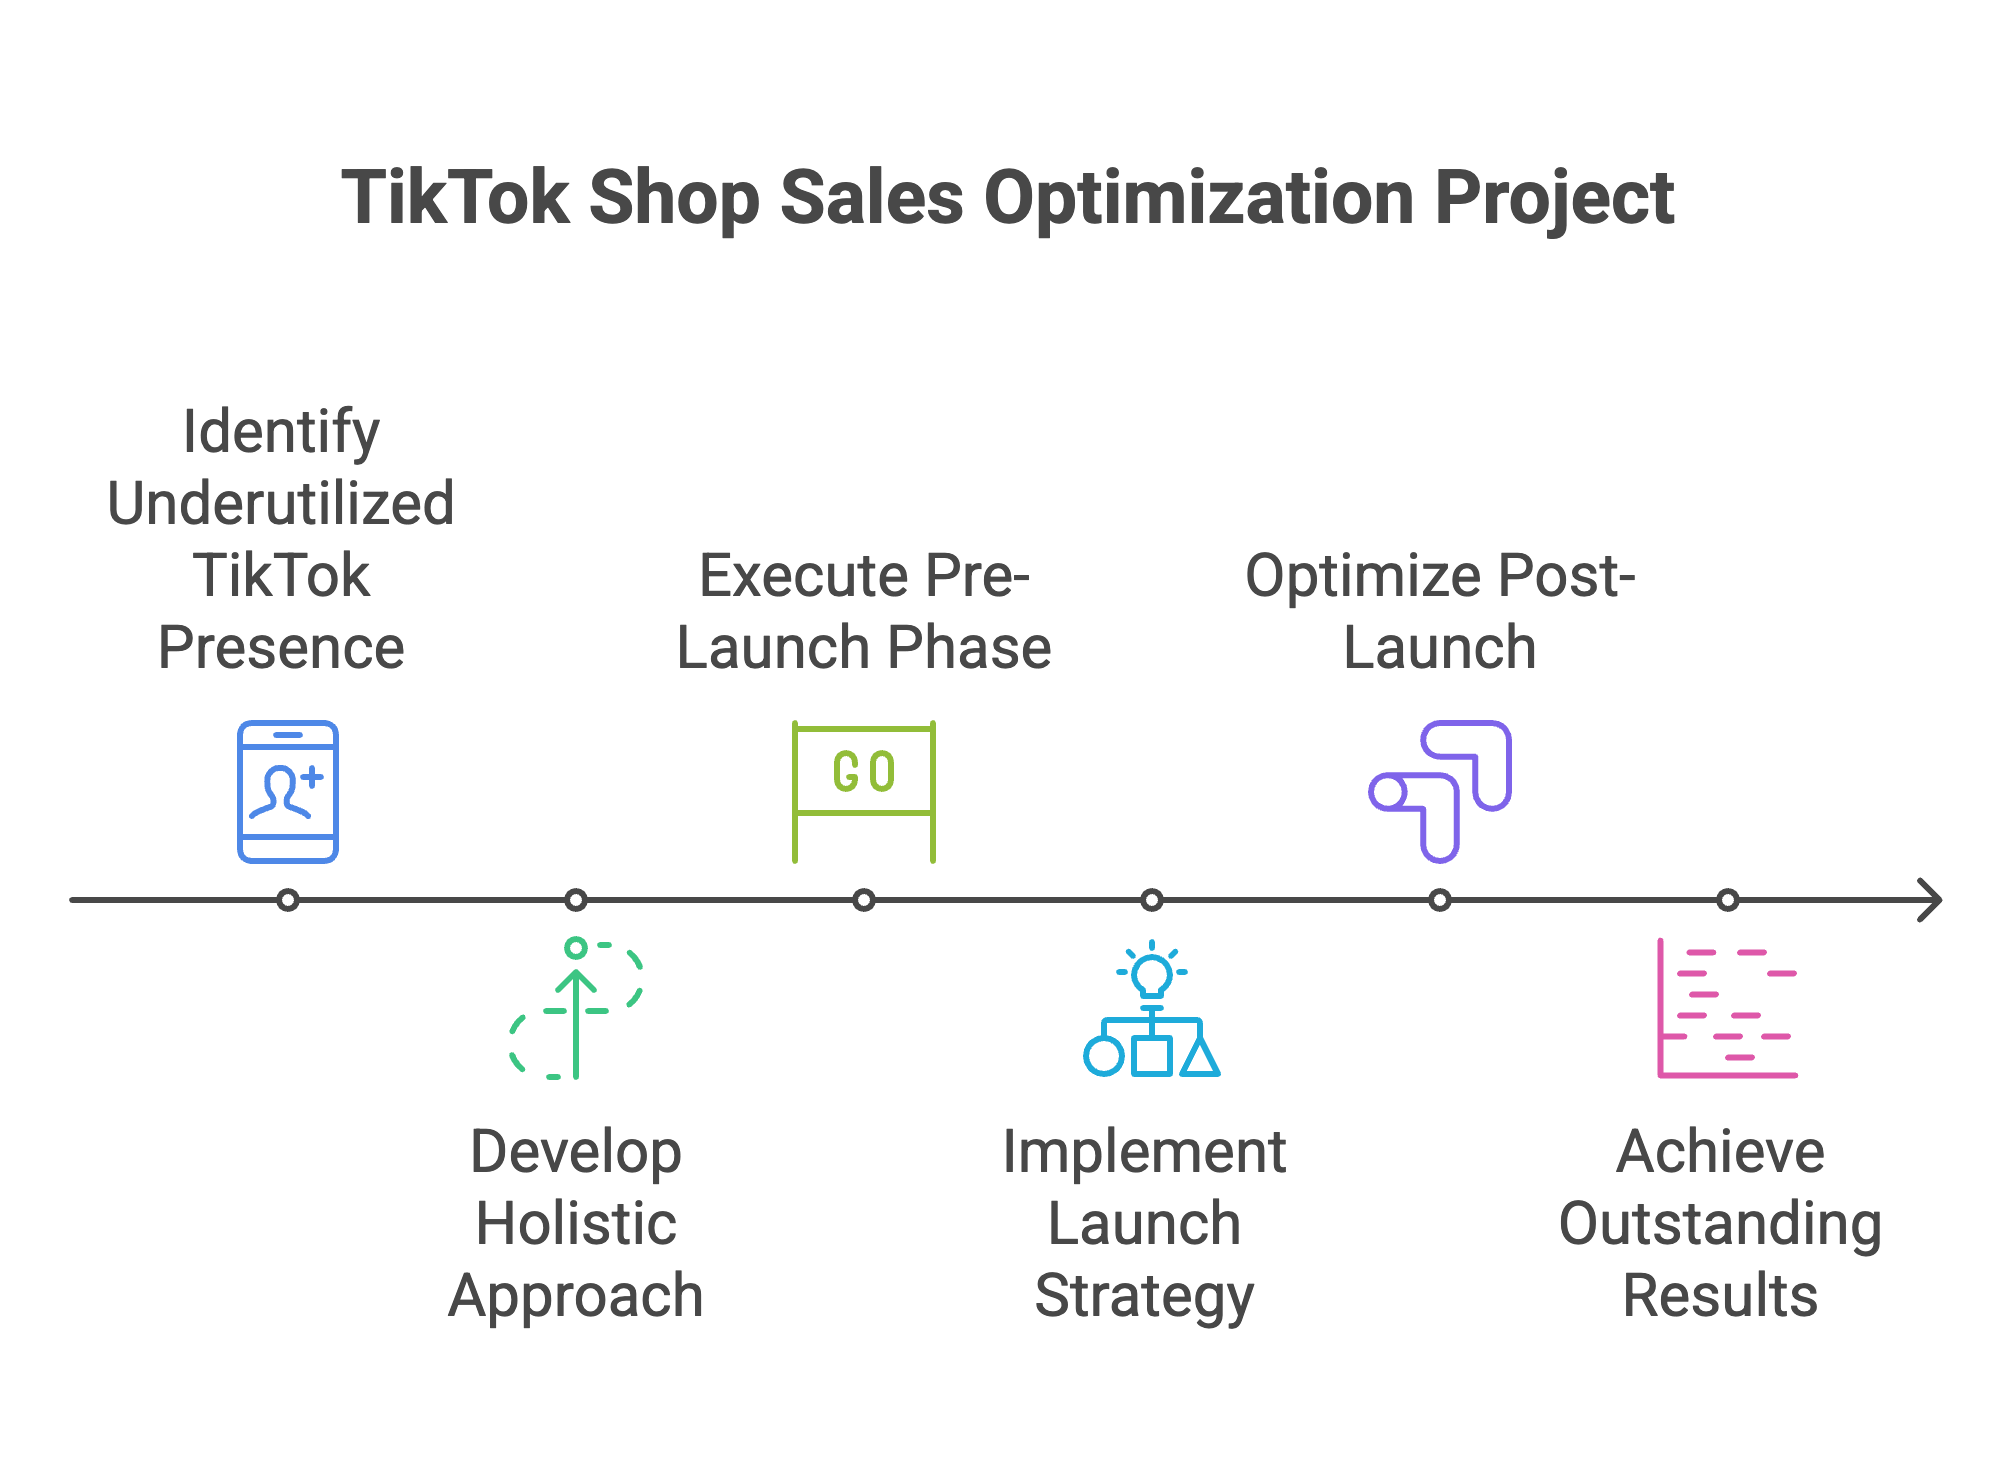 TikTok Shop Sales Optimization Project
Identify
Underutilized
TikTok
Presence
Develop
Holistic
Approach
Execute Pre-
Launch Phase
GO
Implement
Launch
Strategy
Optimize Post-
Launch
Achieve
Outstanding
Results